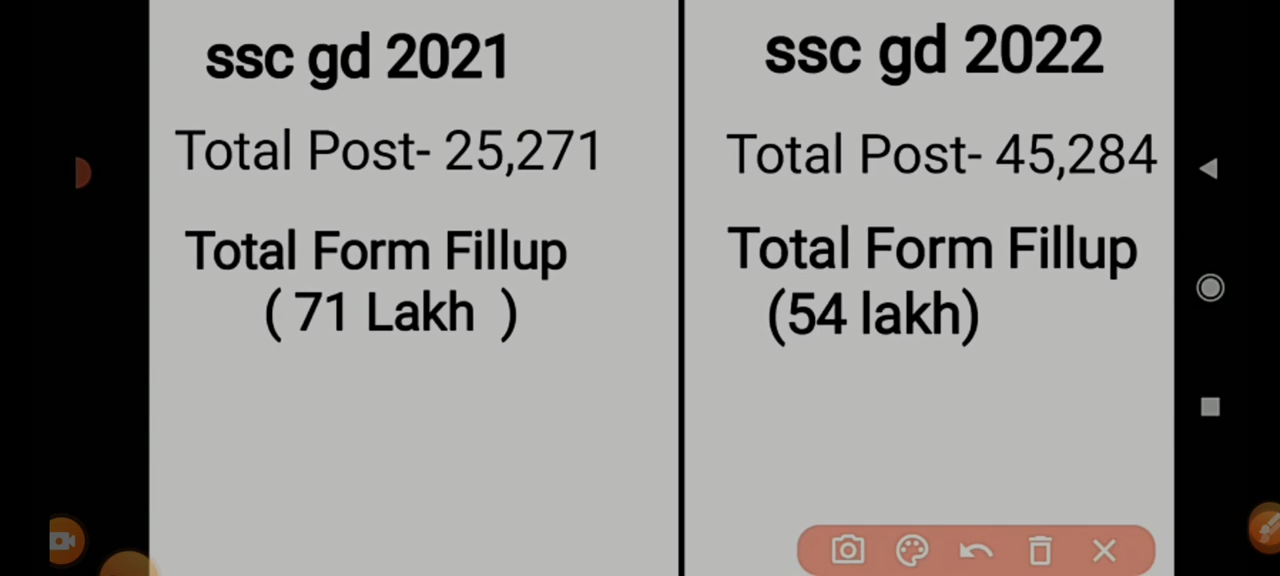 ssc gd 2021
Total Post- 25,271
Total Form Fillup
( 71 Lakh )
ssc gd 2022
Total Post- 45,284
Total Form Fillup
(54 lakh)